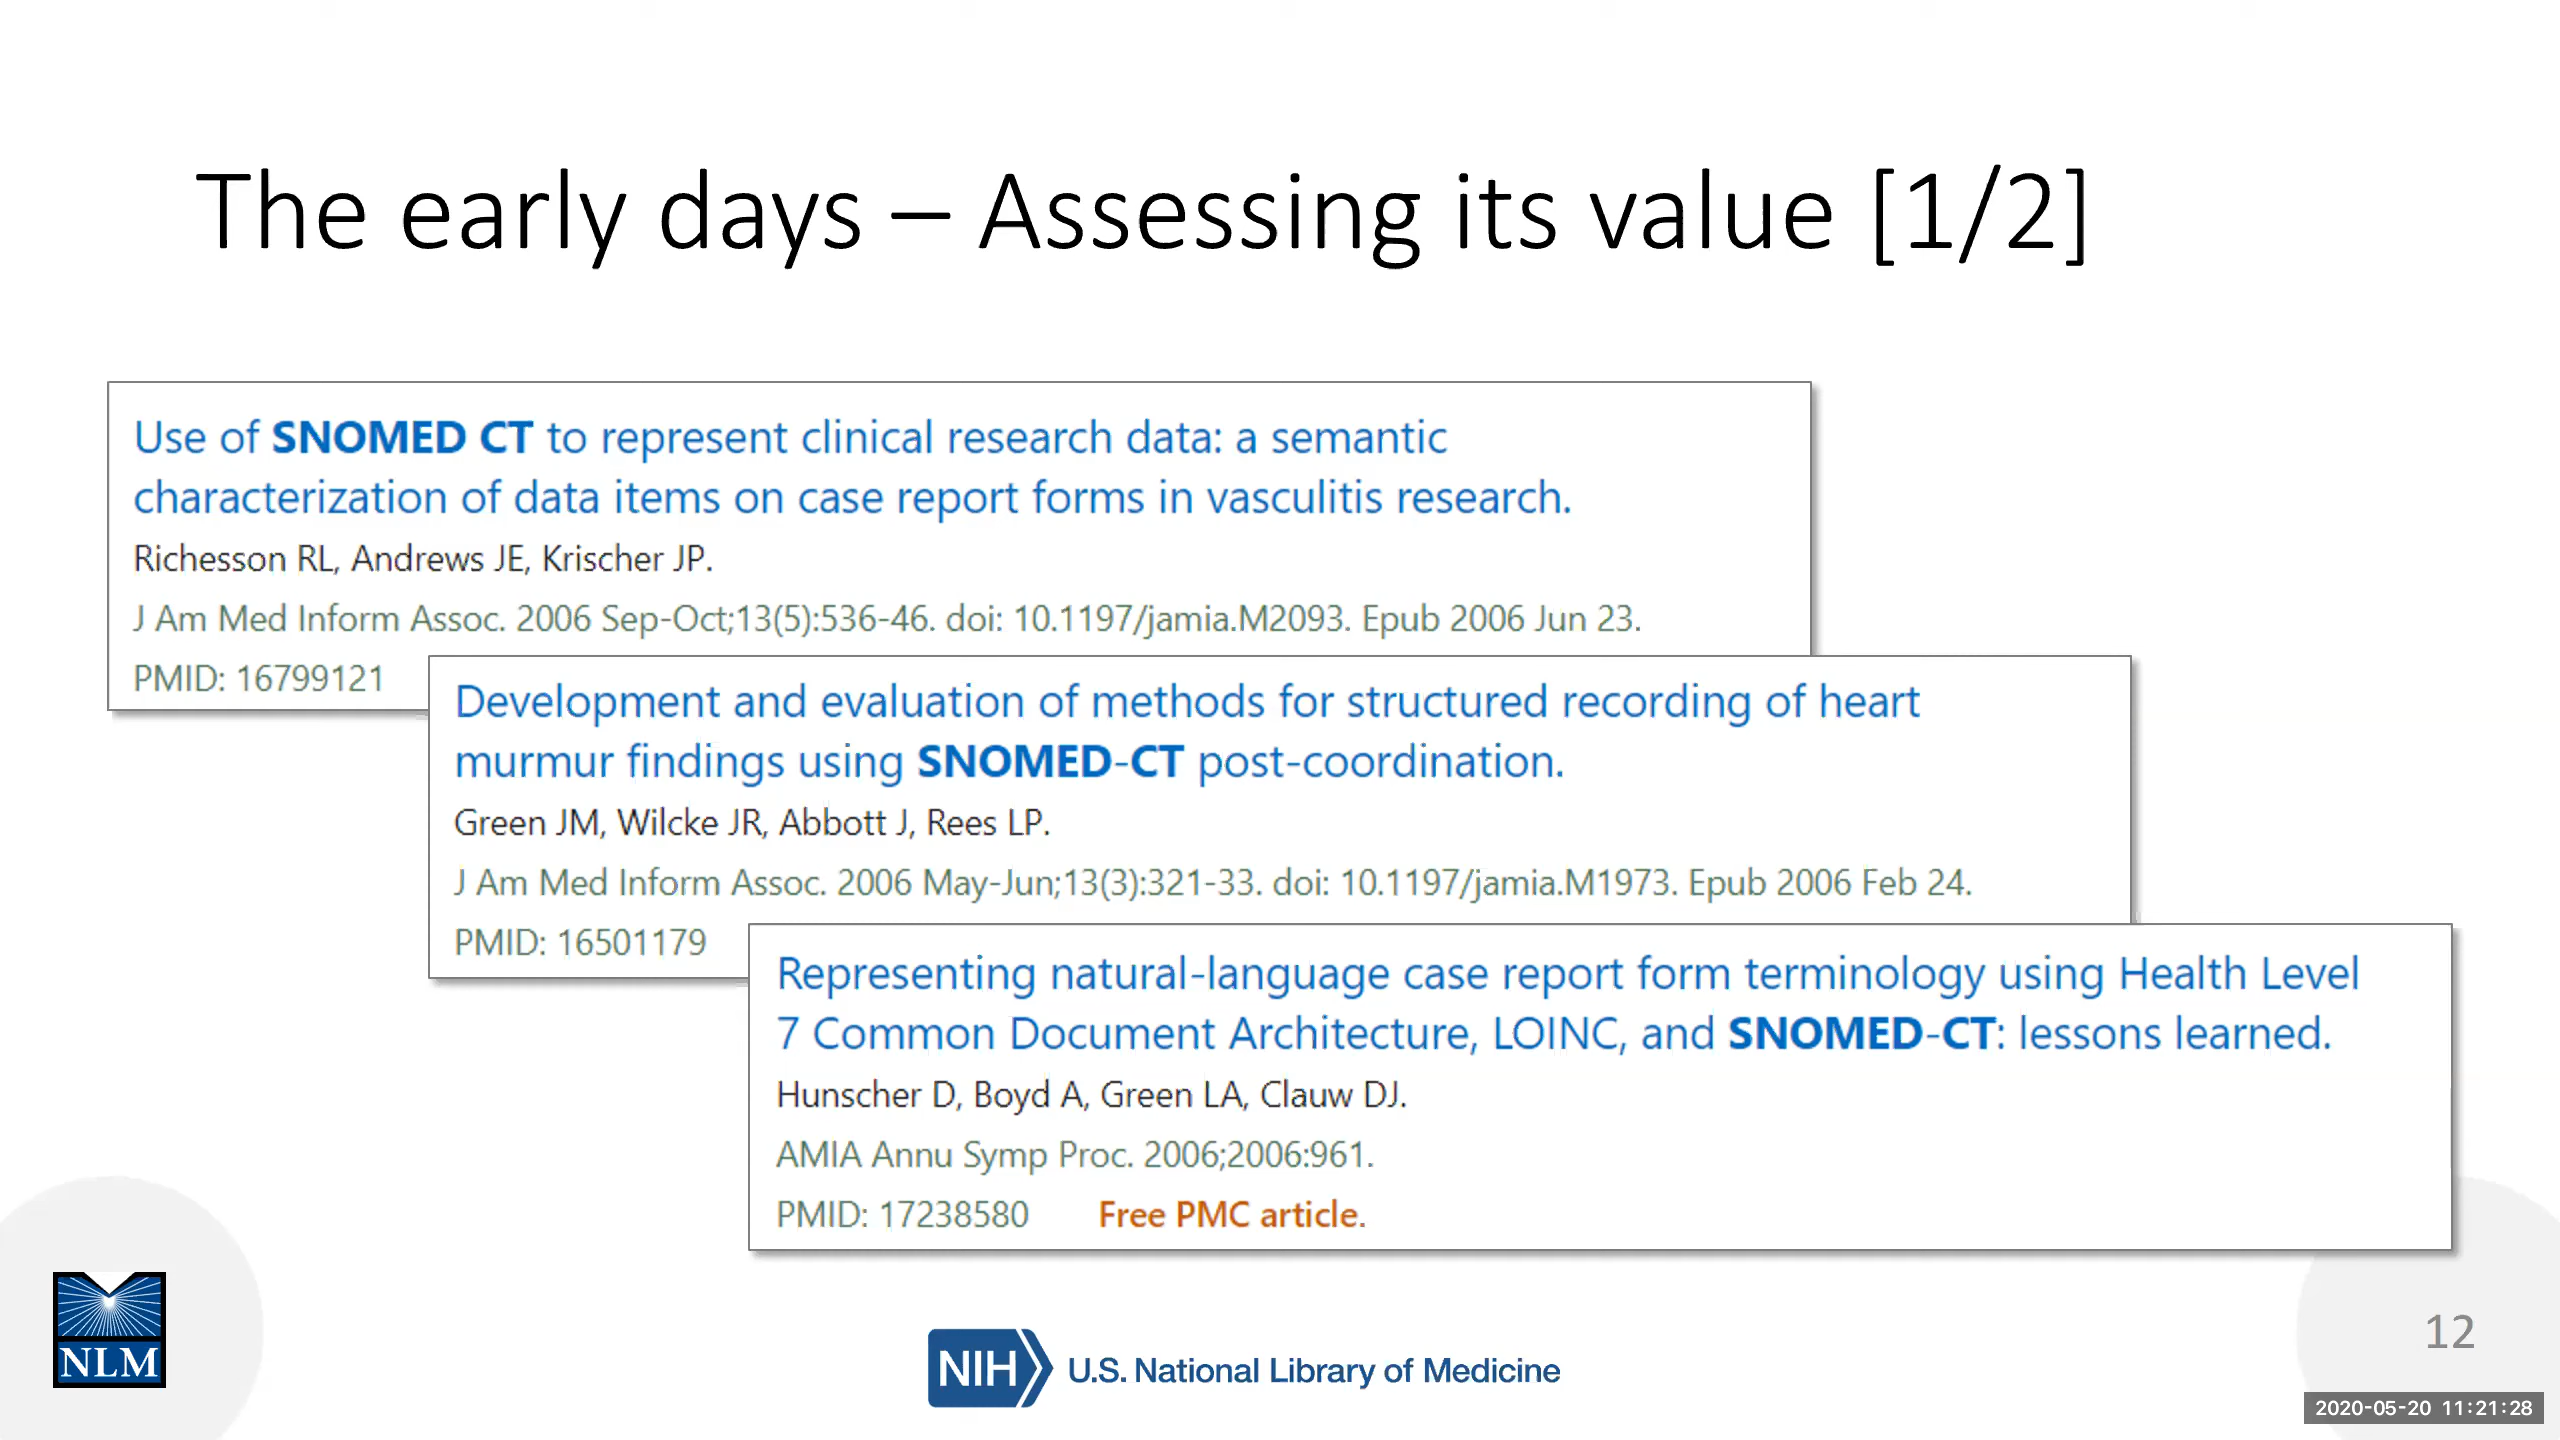 The early days – Assessing its value [1/2]
Use of SNOMED CT to represent clinical research data: a semantic
characterization of data items on case report forms in vasculitis research.
Richesson RL, Andrews JE, Krischer JP.
J Am Med Inform Assoc. 2006 Sep-Oct;13(5):536-46. doi: 10.1197/jamia.M2093. Epub 2006 Jun 23.
PMID: 16799121
Development and evaluation of methods for structured recording of heart
murmur findings using SNOMED-CT post-coordination.
Green JM, Wilcke JR, Abbott J, Rees LP.
J Am Med Inform Assoc. 2006 May-Jun;13(3):321-33. doi: 10.1197/jamia.M1973. Epub 2006 Feb 24.
PMID: 16501179
Representing natural-language case report form terminology using Health Level
7 Common Document Architecture, LOINC, and SNOMED-CT: lessons learned.
Hunscher D, Boyd A, Green LA, Clauw DJ.
AMIA Annu Symp Proc. 2006;2006:961.
PMID: 17238580 Free PMC article.
NLM
NIH U.S. National Library of Medicine
12
2020-05-20 11:21:28